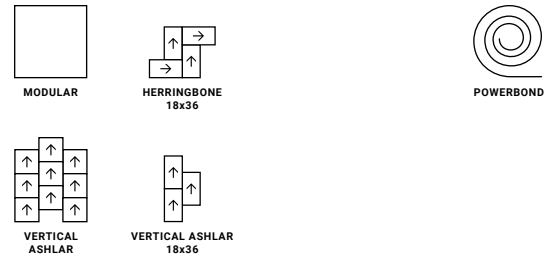 MODULAR
HERRINGBONE
18x36
POWERBOND
VERTICAL
ASHLAR
VERTICAL ASHLAR
18x36